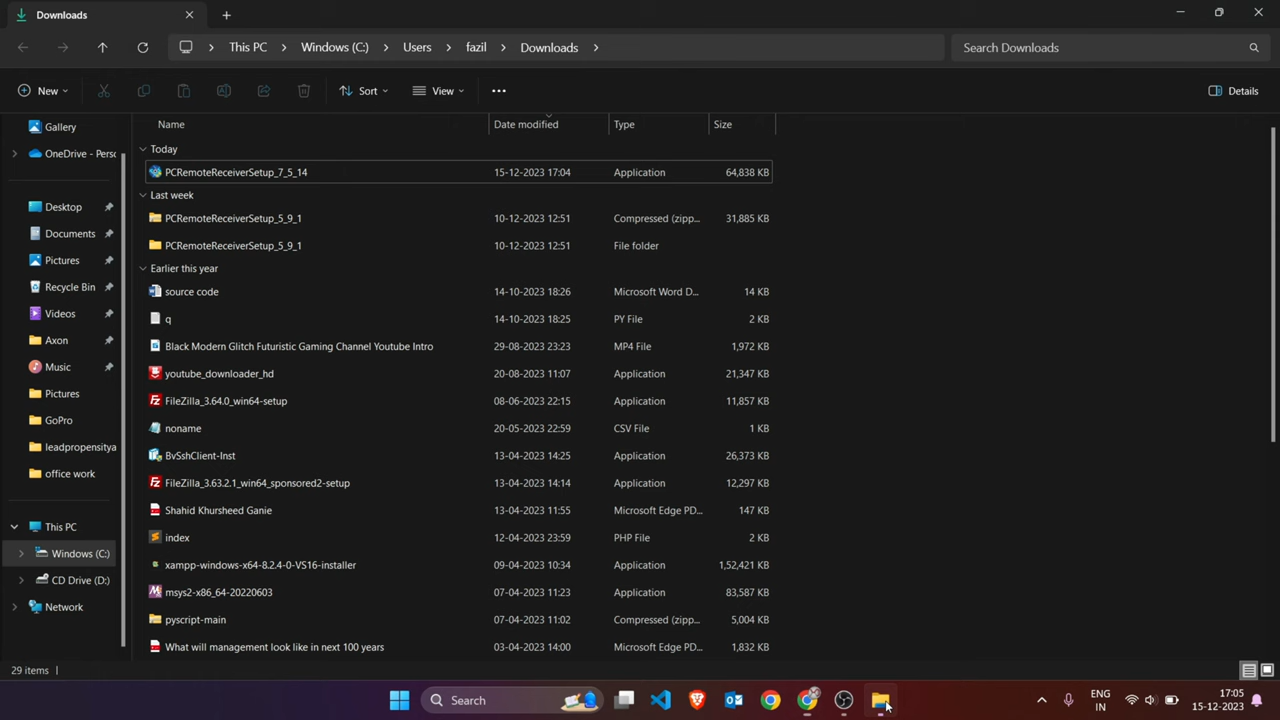 Downloads
This PC Windows (C:) Users fazil Downloads
Search Downloads
New Sort View Details
Name Date modified Type Size
Today
PCRemoteReceiverSetup_7_5_14 15-12-2023 17:04 Application 64,838 KB
Last week
PCRemoteReceiverSetup_5_9_1 10-12-2023 12:51 Compressed (zipp... 31,885 KB
PCRemoteReceiverSetup_5_9_1 10-12-2023 12:51 File folder
Earlier this year
source code 14-10-2023 18:26 Microsoft Word D... 14 KB
q 14-10-2023 18:25 PY File 2 KB
Black Modern Glitch Futuristic Gaming Channel Youtube Intro 29-08-2023 23:23 MP4 File 1,972 KB
youtube_downloader_hd 20-08-2023 11:07 Application 21,347 KB
FileZilla_3.64.0_win64-setup 08-06-2023 22:15 Application 11,857 KB
noname 20-05-2023 22:59 CSV File 1 KB
BvSshClient-Inst 13-04-2023 14:25 Application 26,373 KB
FileZilla_3.63.2.1_win64_sponsored2-setup 13-04-2023 14:14 Application 12,297 KB
Shahid Khursheed Ganie 13-04-2023 11:55 Microsoft Edge PD... 147 KB
index 12-04-2023 23:59 PHP File 2 KB
xampp-windows-x64-8.2.4-0-VS16-installer 09-04-2023 10:34 Application 1,52,421 KB
msys2-x86_64-20220603 07-04-2023 11:23 Application 83,587 KB
pyscript-main 07-04-2023 11:02 Compressed (zipp... 5,004 KB
What will management look like in next 100 years 03-04-2023 14:00 Microsoft Edge PD... 1,832 KB
Gallery
OneDrive - Perso
Desktop
Documents
Pictures
Recycle Bin
Videos
Axon
Music
Pictures
GoPro
leadpropensitya
office work
This PC
Windows (C:)
CD Drive (D:)
Network
29 items
Search
ENG
IN
17:05
15-12-2023